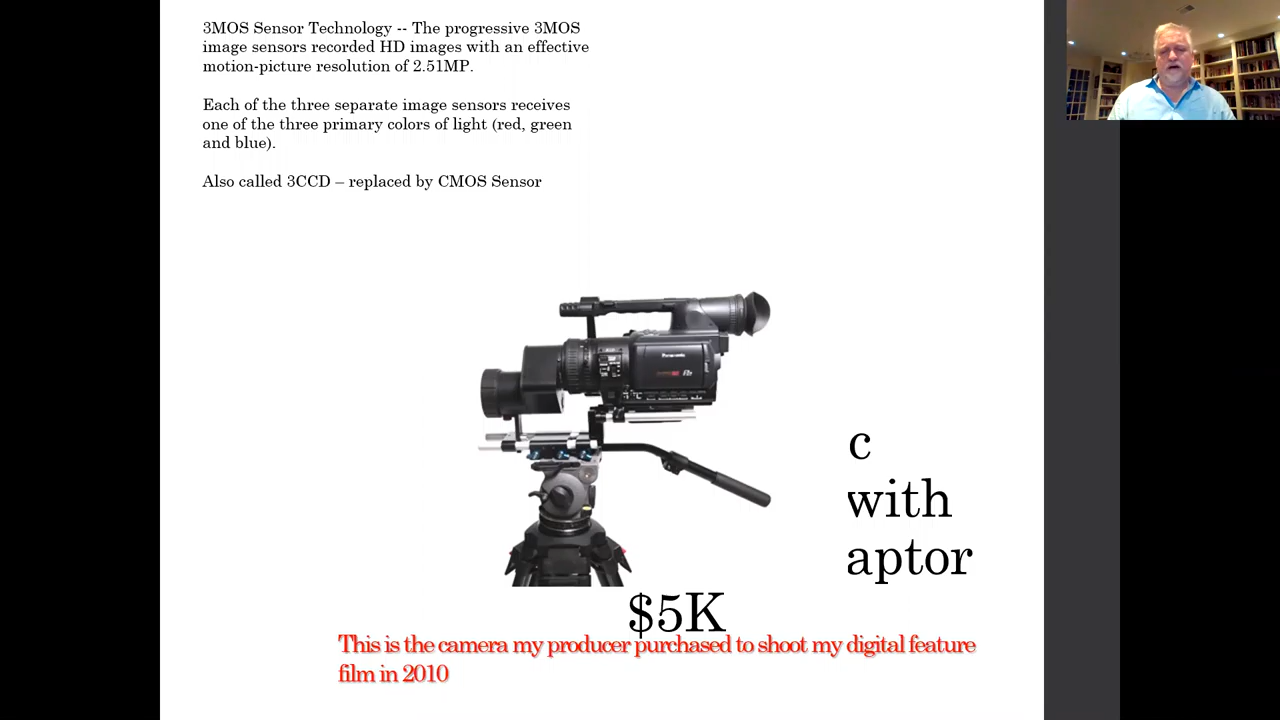 3MOS Sensor Technology -- The progressive 3MOS
image sensors recorded HD images with an effective
motion-picture resolution of 2.51MP.
Each of the three separate image sensors receives
one of the three primary colors of light (red, green
and blue).
Also called 3CCD – replaced by CMOS Sensor
Panasonic
c
with
aptor
$5K
This is the camera my producer purchased to shoot my digital feature
film in 2010